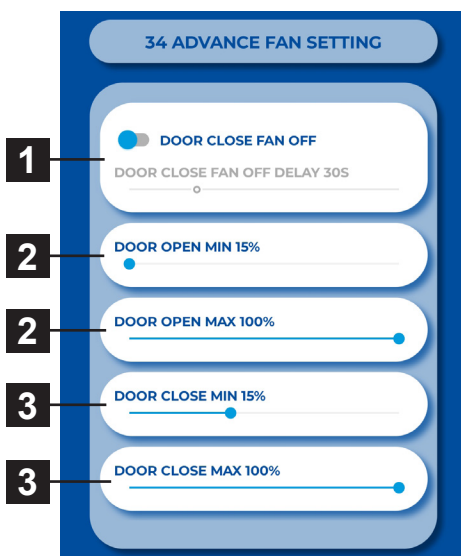 34 ADVANCE FAN SETTING
1
DOOR CLOSE FAN OFF
DOOR CLOSE FAN OFF DELAY 30S
2
DOOR OPEN MIN 15%
2
DOOR OPEN MAX 100%
3
DOOR CLOSE MIN 15%
3
DOOR CLOSE MAX 100%